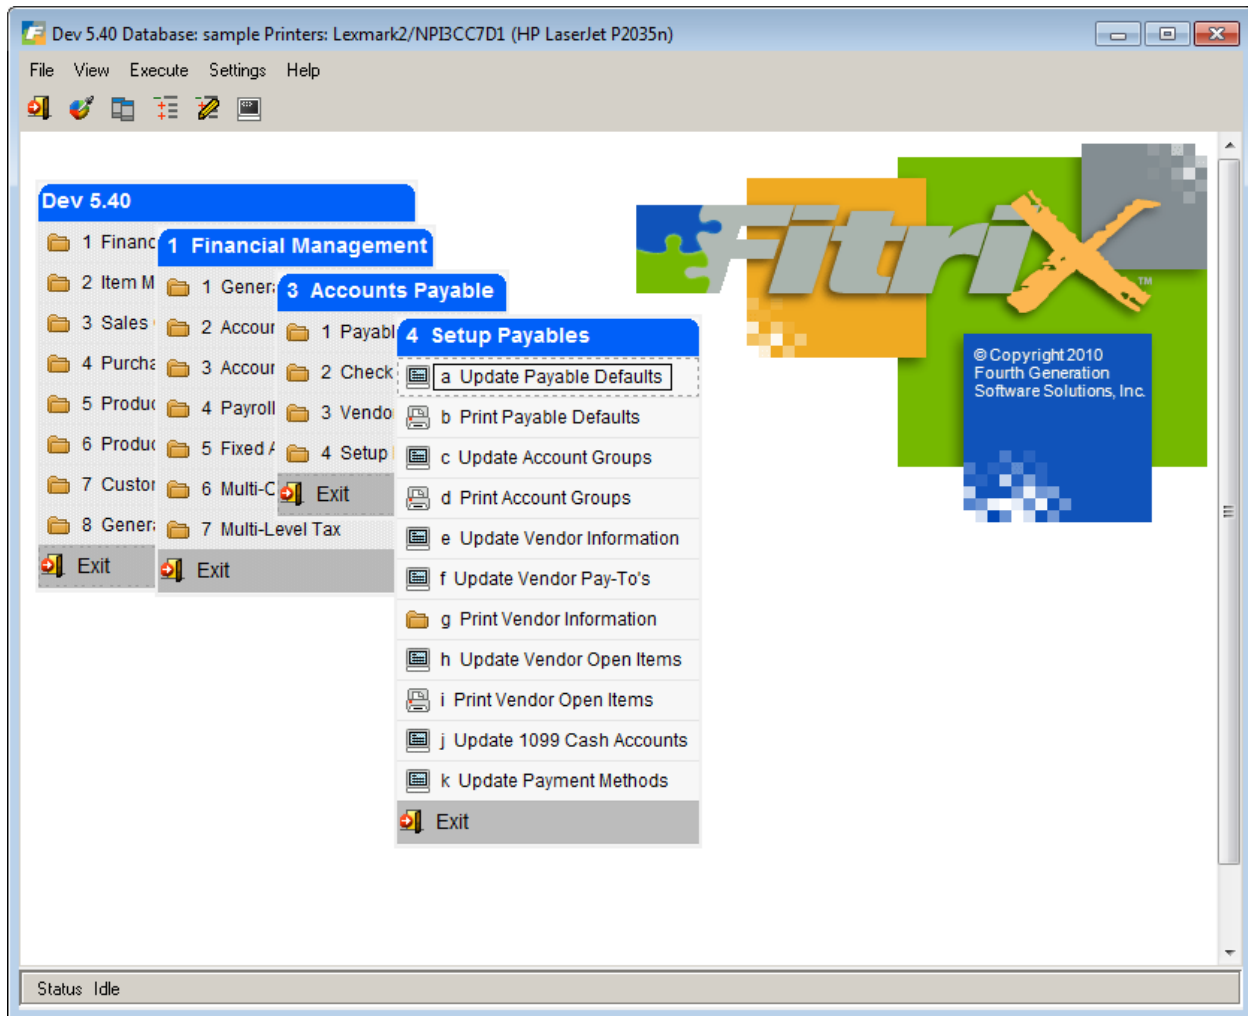 Dev 5.40 Database: sample Printers: Lexmark2/NPI3CC7D1 (HP LaserJet P2035n)
File View Execute Settings Help
Dev 5.40
1 Financ
2 Item M
3 Sales
4 Purcha
5 Produc
6 Produc
7 Custor
8 Genera
Exit
1 Financial Management
1 Genera
2 Accour
3 Accour
4 Payroll
5 Fixed A
6 Multi-C
7 Multi-Level Tax
Exit
3 Accounts Payable
1 Payabl
2 Check
3 Vendo
4 Setup
Exit
4 Setup Payables
a Update Payable Defaults
b Print Payable Defaults
c Update Account Groups
d Print Account Groups
e Update Vendor Information
f Update Vendor Pay-To's
g Print Vendor Information
h Update Vendor Open Items
i Print Vendor Open Items
j Update 1099 Cash Accounts
k Update Payment Methods
Exit
Fitrix™
© Copyright 2010
Fourth Generation
Software Solutions, Inc.
Status Idle